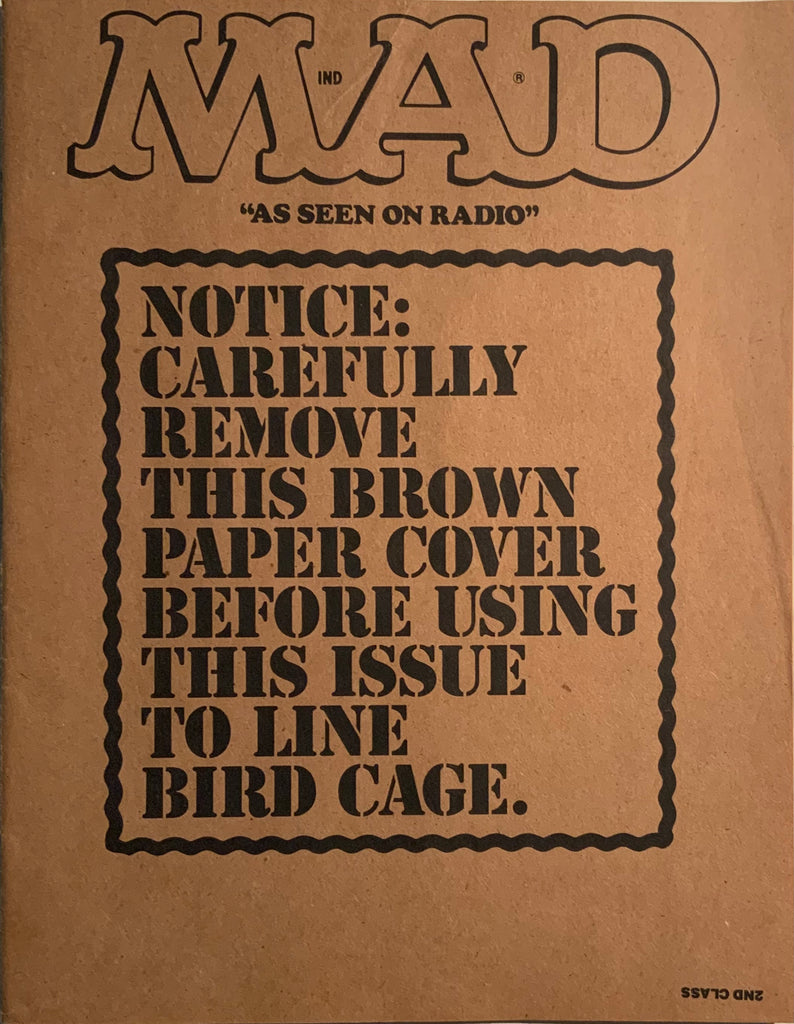 MAD
IND
®
“AS SEEN ON RADIO”
NOTICE:
CAREFULLY
REMOVE
THIS BROWN
PAPER COVER
BEFORE USING
THIS ISSUE
TO LINE
BIRD CAGE.
2ND CLASS